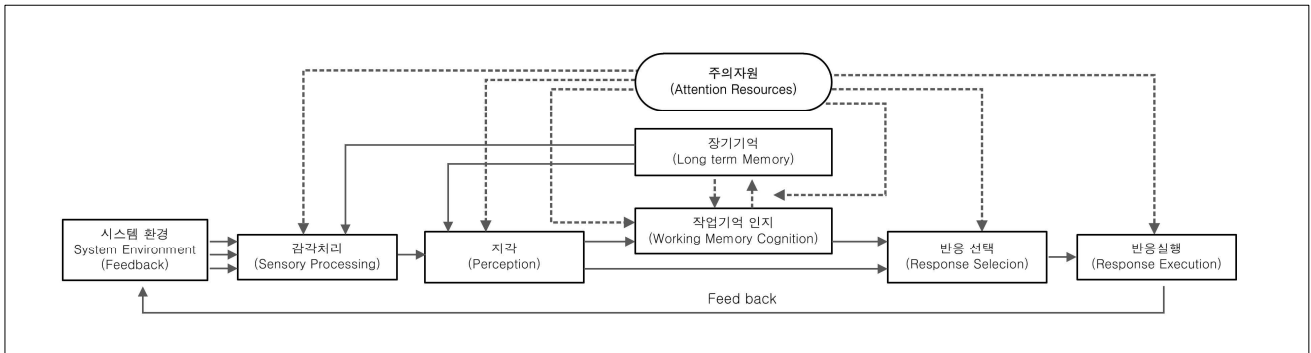 주의자원
(Attention Resources)
장기기억
(Long term Memory)
시스템 환경
System Environment
(Feedback)
감각처리
(Sensory Processing)
지각
(Perception)
작업기억 인지
(Working Memory Cognition)
반응 선택
(Response Selecion)
반응실행
(Response Execution)
Feed back